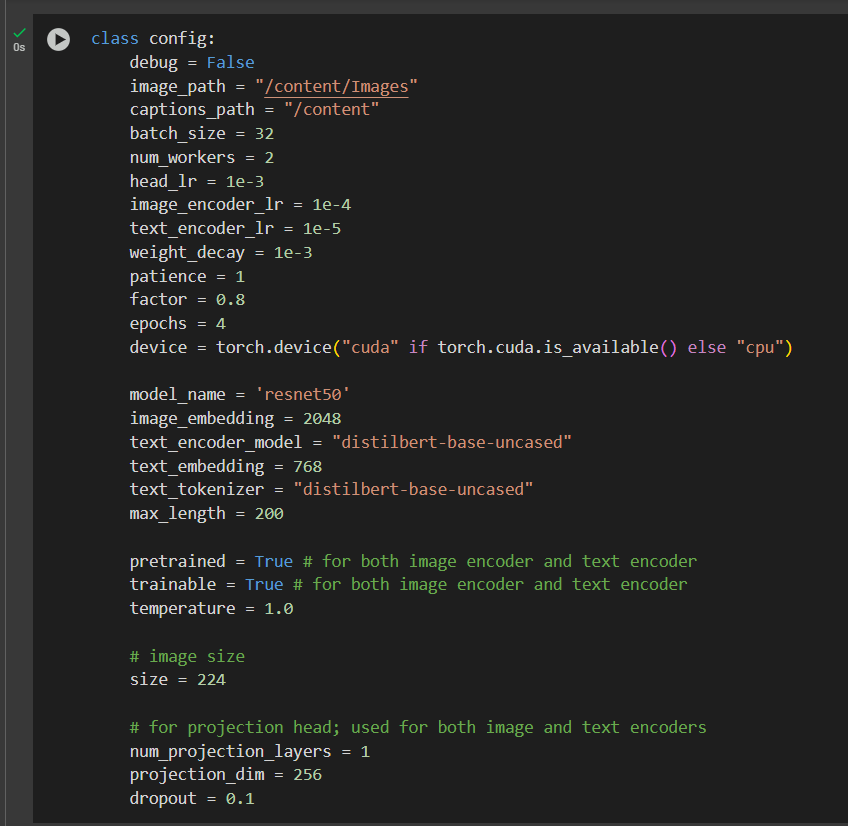 0s
class config:
    debug = False
    image_path = "/content/Images"
    captions_path = "/content"
    batch_size = 32
    num_workers = 2
    head_lr = 1e-3
    image_encoder_lr = 1e-4
    text_encoder_lr = 1e-5
    weight_decay = 1e-3
    patience = 1
    factor = 0.8
    epochs = 4
    device = torch.device("cuda" if torch.cuda.is_available() else "cpu")

    model_name = 'resnet50'
    image_embedding = 2048
    text_encoder_model = "distilbert-base-uncased"
    text_embedding = 768
    text_tokenizer = "distilbert-base-uncased"
    max_length = 200

    pretrained = True # for both image encoder and text encoder
    trainable = True # for both image encoder and text encoder
    temperature = 1.0

    # image size
    size = 224

    # for projection head; used for both image and text encoders
    num_projection_layers = 1
    projection_dim = 256
    dropout = 0.1